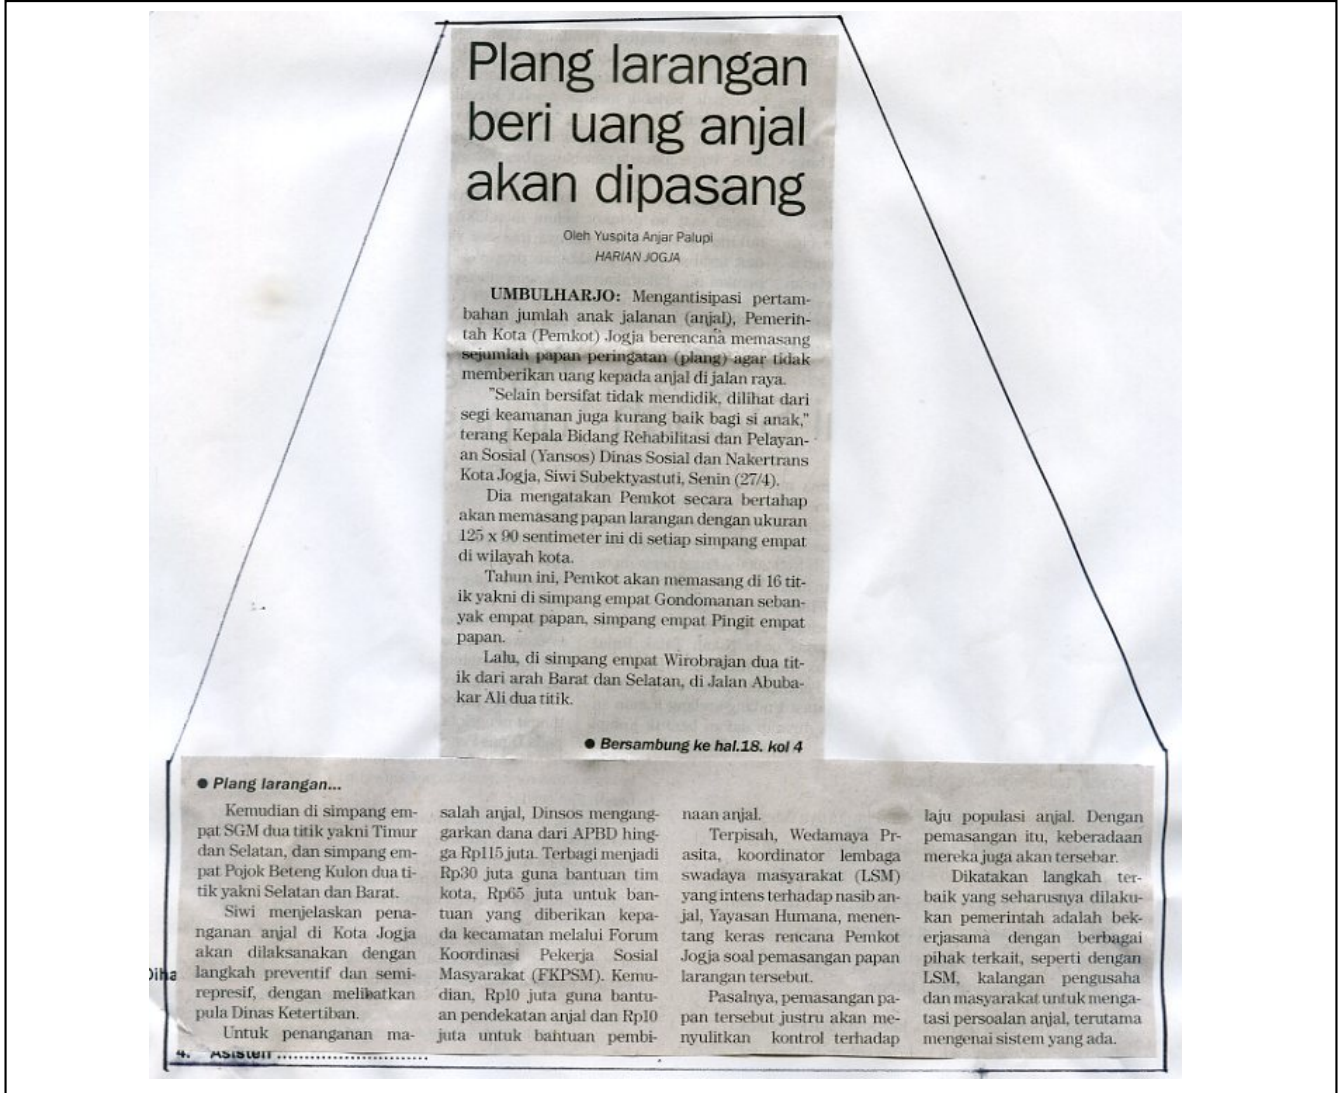 Plang larangan
beri uang anjal
akan dipasang
Oleh Yuspita Anjar Palupi
HARIAN JOGJA
UMBULHARJO: Mengantisipasi pertam-
bahan jumlah anak jalanan (anjal), Pemerin-
tah Kota (Pemkot) Jogja berencana memasang
sejumlah papan peringatan (plang) agar tidak
memberikan uang kepada anjal di jalan raya.
"Selain bersifat tidak mendidik, dilihat dari
segi keamanan juga kurang baik bagi si anak,"
terang Kepala Bidang Rehabilitasi dan Pelayan-
an Sosial (Yansos) Dinas Sosial dan Nakertrans
Kota Jogja, Siwi Subektyastuti, Senin (27/4).
Dia mengatakan Pemkot secara bertahap
akan memasang papan larangan dengan ukuran
125 x 90 sentimeter ini di setiap simpang empat
di wilayah kota.
Tahun ini, Pemkot akan memasang di 16 tit-
ik yakni di simpang empat Gondomanan seban-
yak empat papan, simpang empat Pingit empat
papan.
Lalu, di simpang empat Wirobrajan dua tit-
ik dari arah Barat dan Selatan, di Jalan Abuba-
kar Ali dua titik.
● Bersambung ke hal.18. kol 4
● Plang larangan...
Kemudian di simpang em-
pat SGM dua titik yakni Timur
dan Selatan, dan simpang em-
pat Pojok Beteng Kulon dua ti-
tik yakni Selatan dan Barat.
Siwi menjelaskan pena-
nganan anjal di Kota Jogja
akan dilaksanakan dengan
langkah preventif dan semi-
represif, dengan melibatkan
pula Dinas Ketertiban.
Untuk penanganan ma-
salah anjal, Dinsos mengang-
garkan dana dari APBD hing-
ga Rp115 juta. Terbagi menjadi
Rp30 juta guna bantuan tim
kota, Rp65 juta untuk ban-
tuan yang diberikan kepa-
da kecamatan melalui Forum
Koordinasi Pekerja Sosial
Masyarakat (FKPSM). Kemu-
dian, Rp10 juta guna bantu-
an pendekatan anjal dan Rp10
juta untuk bantuan pembi-
naan anjal.
Terpisah, Wedamaya Pr-
asita, koordinator lembaga
swadaya masyarakat (LSM)
yang intens terhadap nasib an-
jal, Yayasan Humana, menen-
tang keras rencana Pemkot
Jogja soal pemasangan papan
larangan tersebut.
Pasalnya, pemasangan pa-
pan tersebut justru akan me-
nyulitkan kontrol terhadap
laju populasi anjal. Dengan
pemasangan itu, keberadaan
mereka juga akan tersebar.
Dikatakan langkah ter-
baik yang seharusnya dilaku-
kan pemerintah adalah bek-
erjasama dengan berbagai
pihak terkait, seperti dengan
LSM, kalangan pengusaha
dan masyarakat untuk menga-
tasi persoalan anjal, terutama
mengenai sistem yang ada.
Diha
4. Asisten ............................